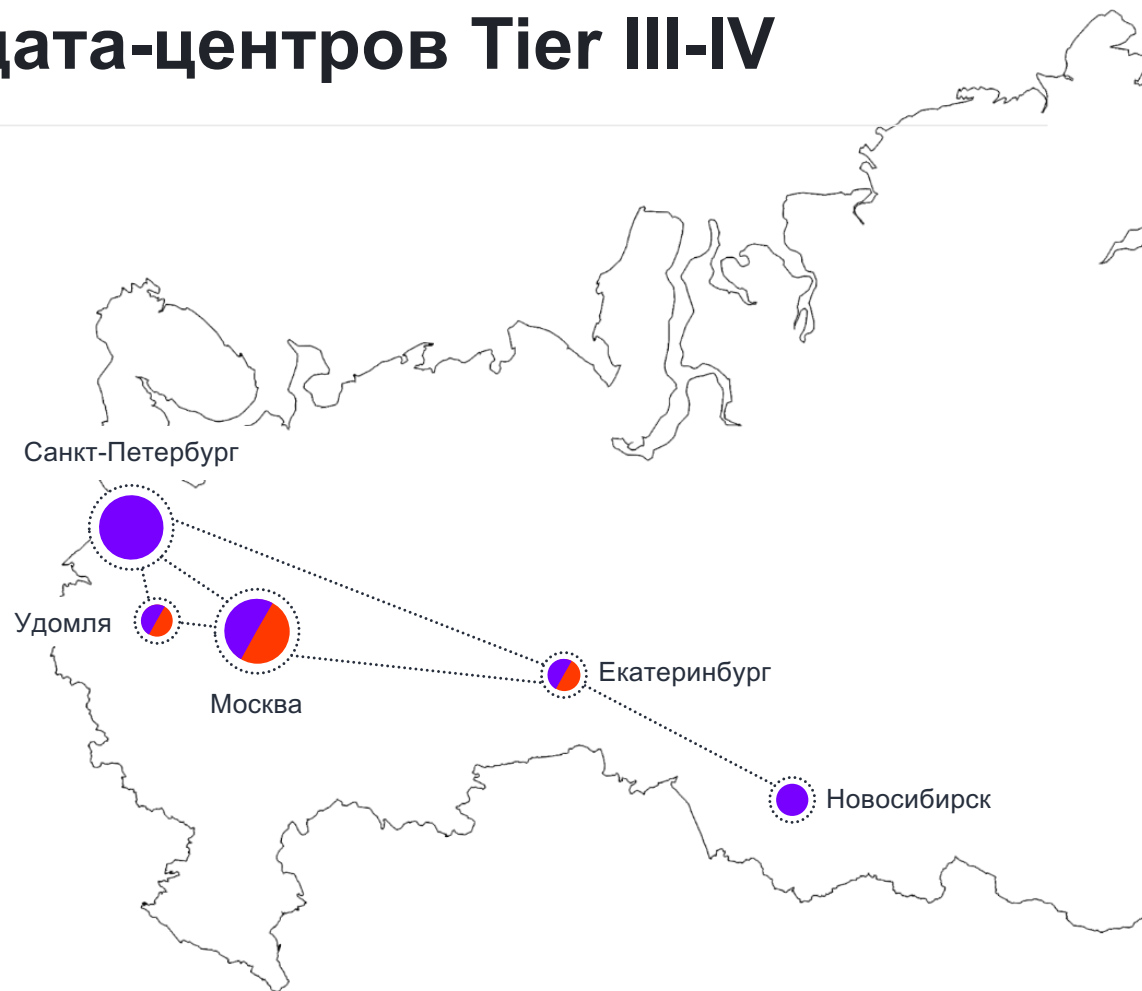 дата-центров Tier III-IV
Санкт-Петербург
Удомля
Москва
Екатеринбург
Новосибирск